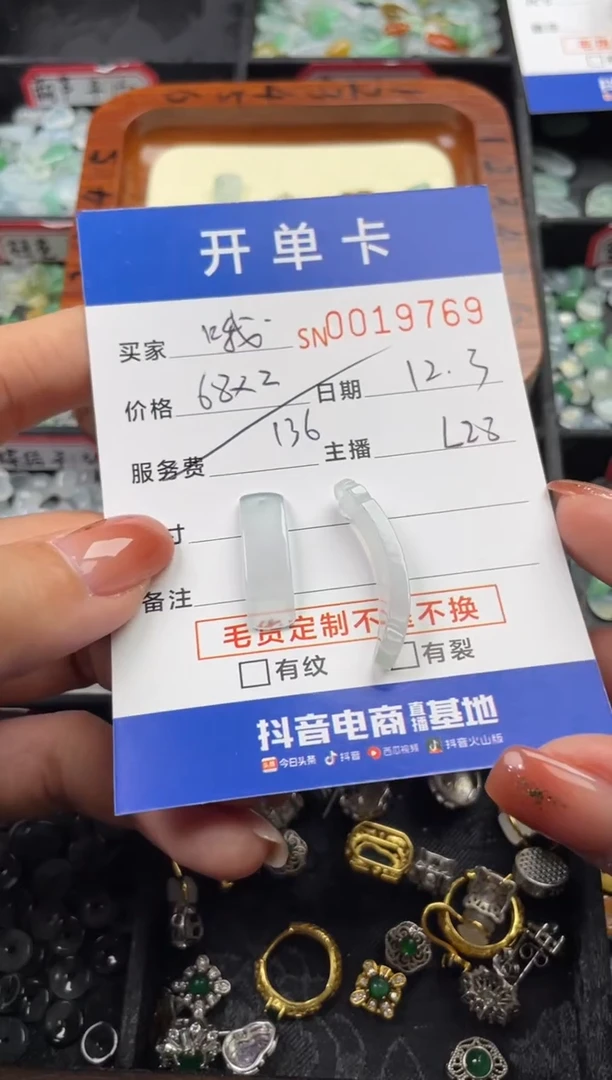 开单卡
买家 哦 SN0019769
价格 68x2 日期 12.3
服务费 136 主播 L28
寸
备注
毛货定制不 不换
有纹 有裂
抖音电商直播基地
今日头条 抖音 西瓜视频 抖音火山版